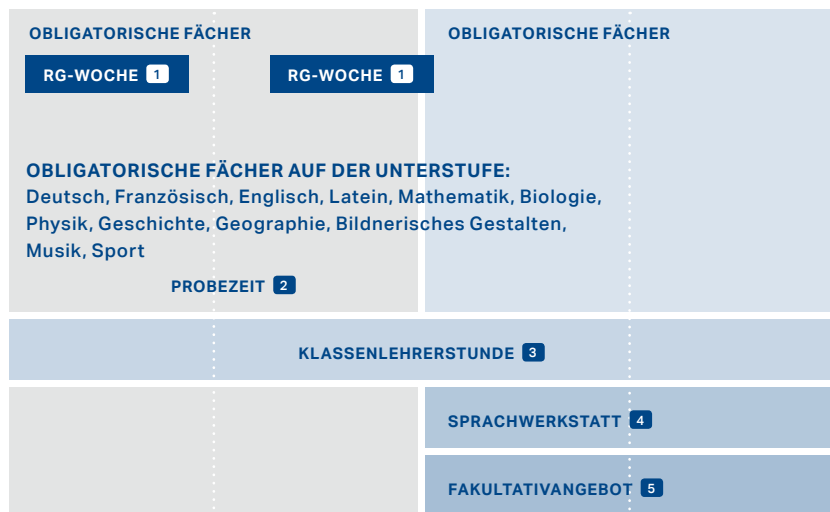 OBLIGATORISCHE FÄCHER
OBLIGATORISCHE FÄCHER
RG-WOCHE 1
RG-WOCHE 1
OBLIGATORISCHE FÄCHER AUF DER UNTERSTUFE:
Deutsch, Französisch, Englisch, Latein, Mathematik, Biologie,
Physik, Geschichte, Geographie, Bildnerisches Gestalten,
Musik, Sport
PROBEZEIT 2
KLASSENLEHRERSTUNDE 3
SPRACHWERKSTATT 4
FAKULTATIVANGEBOT 5